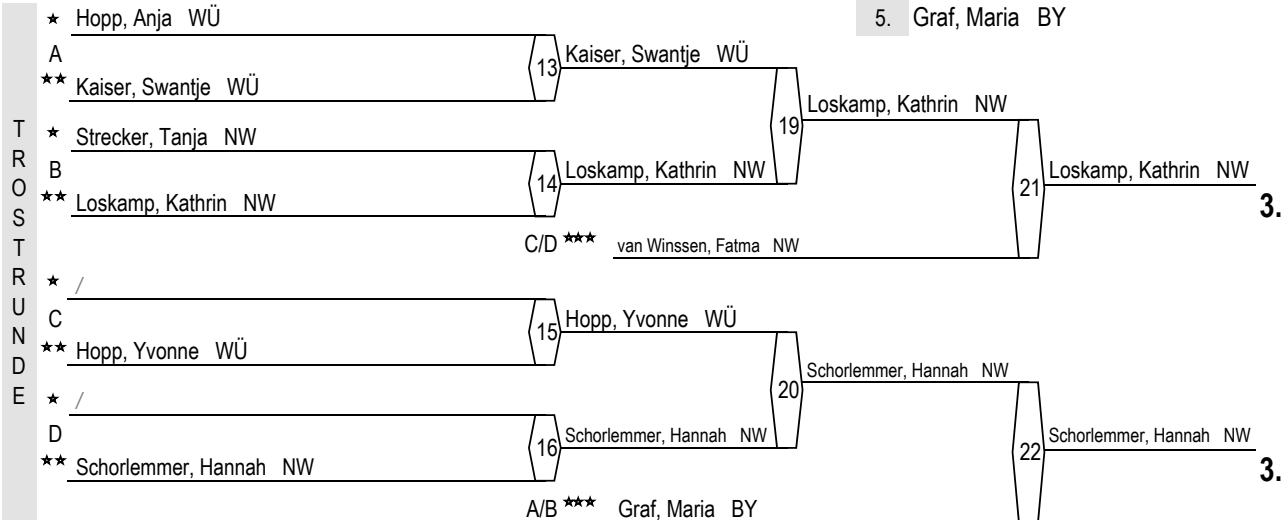 ★ Hopp, Anja WÜ
5. Graf, Maria BY
A
13
Kaiser, Swantje WÜ
★★ Kaiser, Swantje WÜ
TROSTRUNDE
19
Loskamp, Kathrin NW
★ Strecker, Tanja NW
B
14
Loskamp, Kathrin NW
21
Loskamp, Kathrin NW
3.
★★ Loskamp, Kathrin NW
C/D ★★★ van Winssen, Fatma NW
★ /
C
15
Hopp, Yvonne WÜ
★★ Hopp, Yvonne WÜ
20
Schorlemmer, Hannah NW
★ /
D
16
Schorlemmer, Hannah NW
22
Schorlemmer, Hannah NW
3.
★★ Schorlemmer, Hannah NW
A/B ★★★ Graf, Maria BY